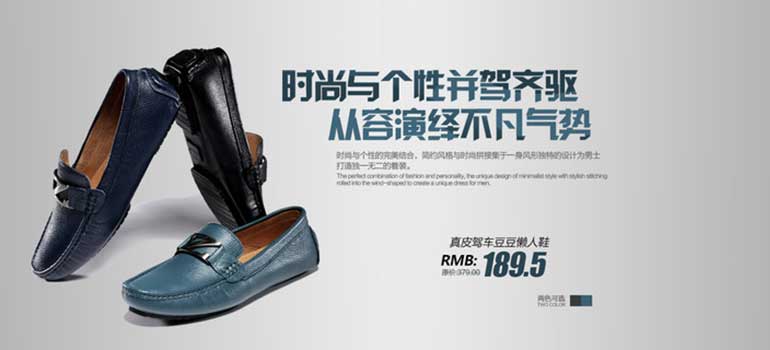 时尚与个性并驾齐驱
从容演绎不凡气势
时尚与个性的完美结合，简约风格与时尚拼接集于一身风形独特的设计为男士
打造独一无二的着装。
The perfect combination of fashion and personality, the unique design of minimalist style with stylish stitching
rolled into the wind-shaped to create a unique dress for men.
真皮驾车豆豆懒人鞋
RMB: 189.5
原价:379.00
两色可选
TWO COLOR